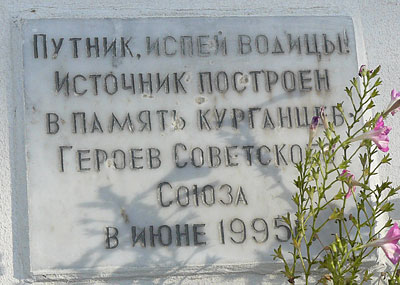 Путник, испей водицы!
Источник построен
в память курганцев
Героев Советского
Союза
в июне 1995